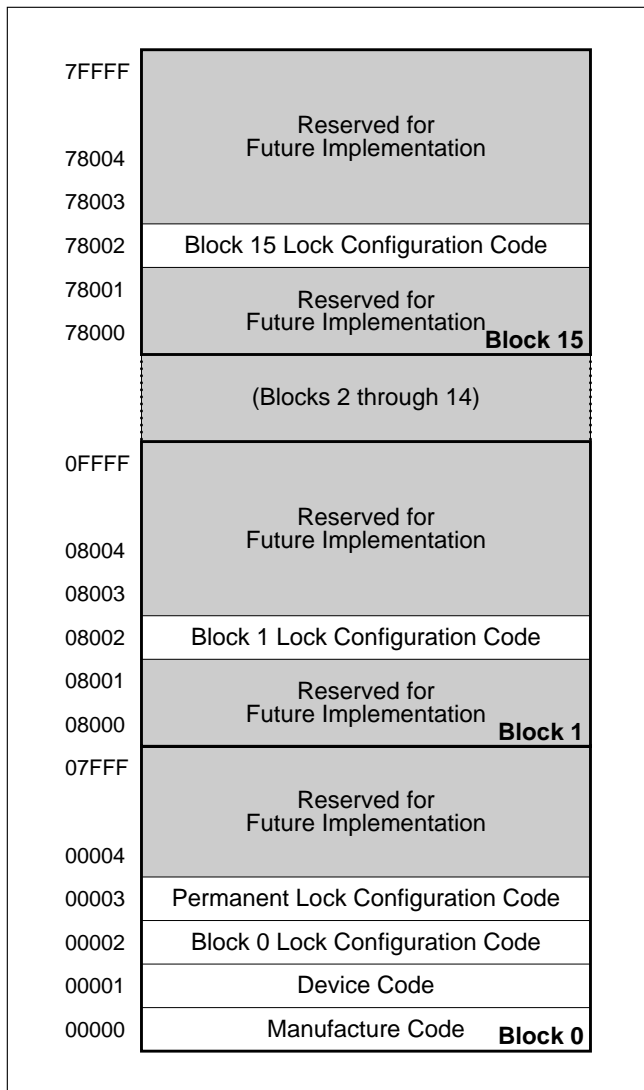 7FFFF
Reserved for
Future Implementation
78004
78003
78002 Block 15 Lock Configuration Code
78001
Reserved for
Future Implementation
78000
Block 15
(Blocks 2 through 14)
0FFFF
Reserved for
Future Implementation
08004
08003
08002 Block 1 Lock Configuration Code
08001
Reserved for
Future Implementation
08000
Block 1
07FFF
Reserved for
Future Implementation
00004
00003 Permanent Lock Configuration Code
00002 Block 0 Lock Configuration Code
00001 Device Code
00000 Manufacture Code Block 0